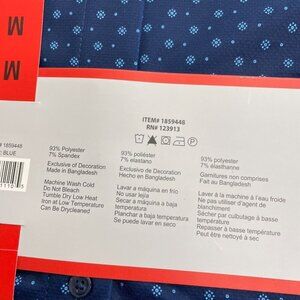 M
M
# 1859448
: BLUE
1110 5
ITEM# 1859448
RN# 123913
93% Polyester
7% Spandex
Exclusive of Decoration
Made in Bangladesh
Machine Wash Cold
Do Not Bleach
Tumble Dry Low Heat
Iron at Low Temperature
Can Be Drycleaned
93% poliéster
7% elastano
Exclusivo de Decoración
Hecho en Bangladesh
Lavar a máquina en frío
No usar lejía
Secar en secadora a baja
temperatura
Planchar a baja temperatura
Se puede lavar en seco
93% polyester
7% élasthanne
Garnitures non comprises
Fait au Bangladesh
Laver à la machine à l'eau froide
Ne pas utiliser d'agent de
blanchiment
Sécher par culbutage à basse
température
Repasser à basse température
Peut être nettoyé à sec